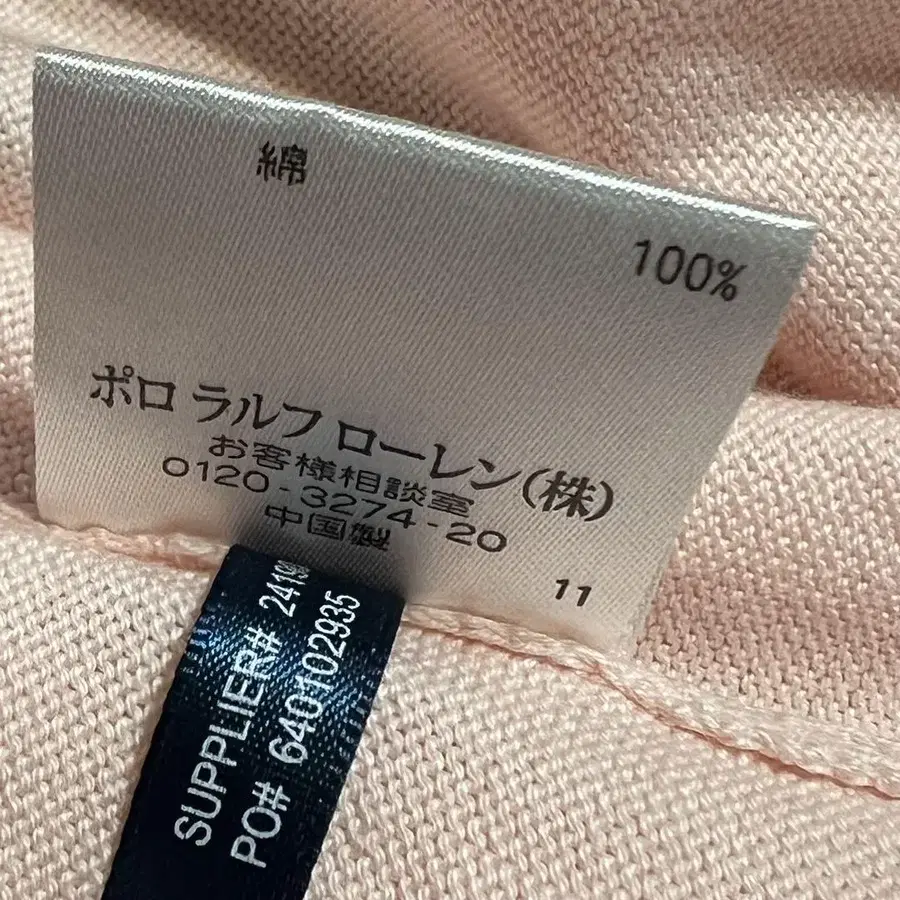 綿
100%
ポロ ラルフ ローレン(株)
お客様相談室
0120-3274-20
中国製
11
SUPPLIER#
PO# 640102935